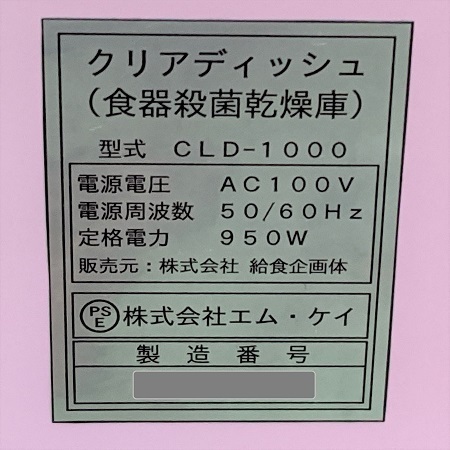 クリアディッシュ
(食器殺菌乾燥庫)
型式 CLD-1000
電源電圧 AC100V
電源周波数 50/60Hz
定格電力 950W
販売元:株式会社 給食企画体
PSE 株式会社エム・ケイ
製造番号